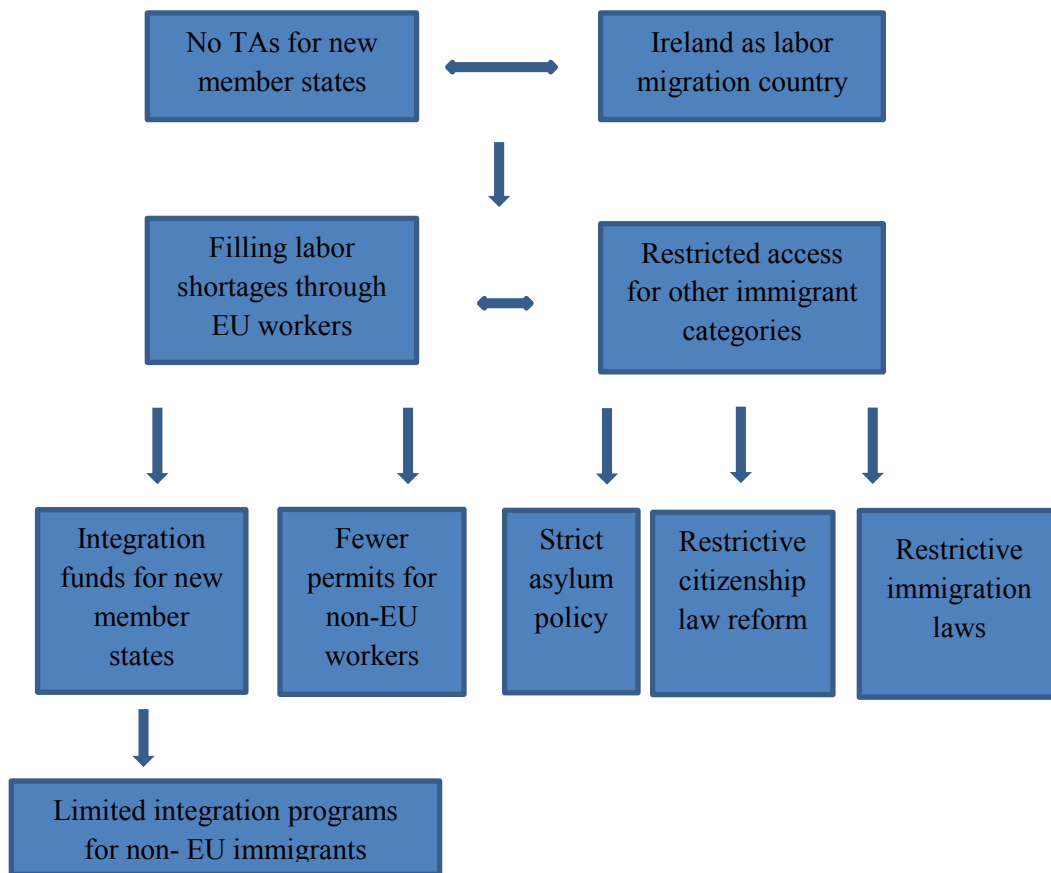 No TAs for new
member states
Ireland as labor
migration country
Filling labor
shortages through
EU workers
Restricted access
for other immigrant
categories
Integration
funds for new
member
states
Fewer
permits for
non-EU
workers
Strict
asylum
policy
Restrictive
citizenship
law reform
Restrictive
immigration
laws
Limited integration programs
for non- EU immigrants